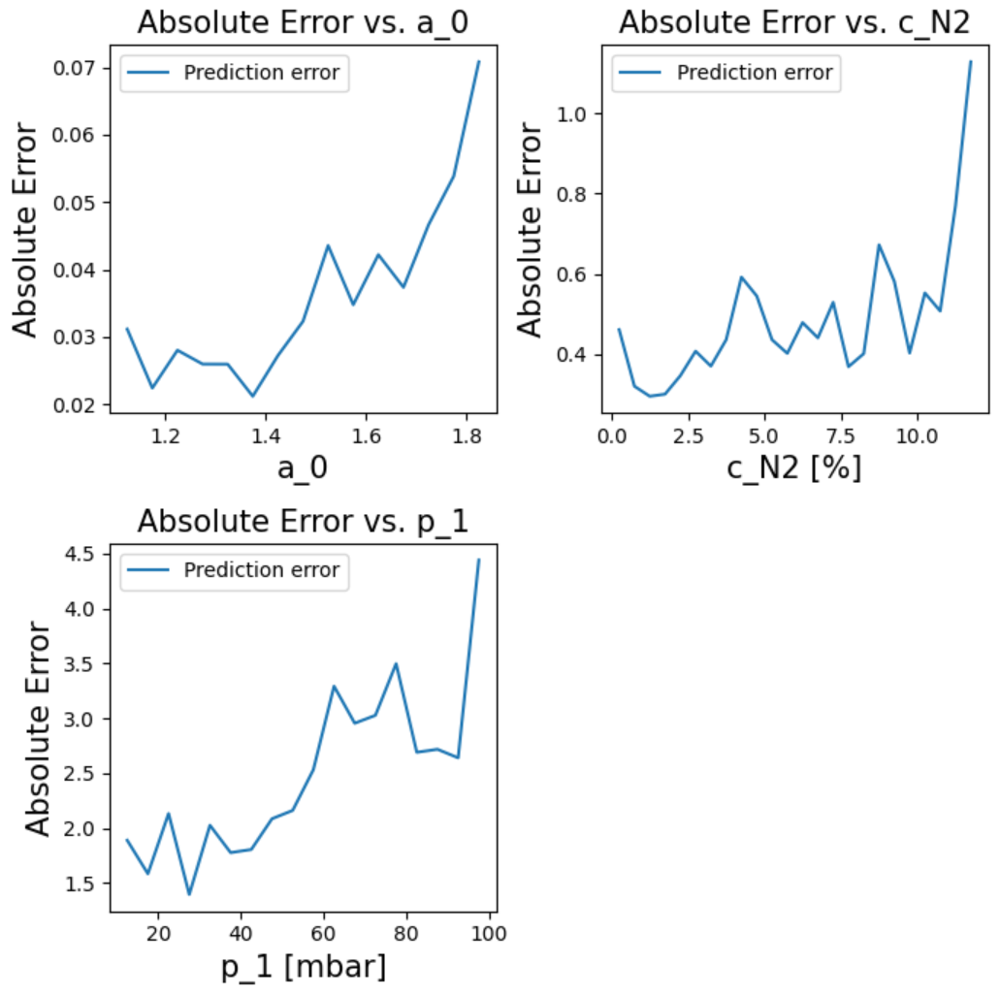 Absolute Error vs. a_0
Prediction error
Absolute Error
0.07
0.06
0.05
0.04
0.03
0.02
1.2 1.4 1.6 1.8
a_0
Absolute Error vs. c_N2
Prediction error
Absolute Error
1.0
0.8
0.6
0.4
0.0 2.5 5.0 7.5 10.0
c_N2 [%]
Absolute Error vs. p_1
Prediction error
Absolute Error
4.5
4.0
3.5
3.0
2.5
2.0
1.5
20 40 60 80 100
p_1 [mbar]